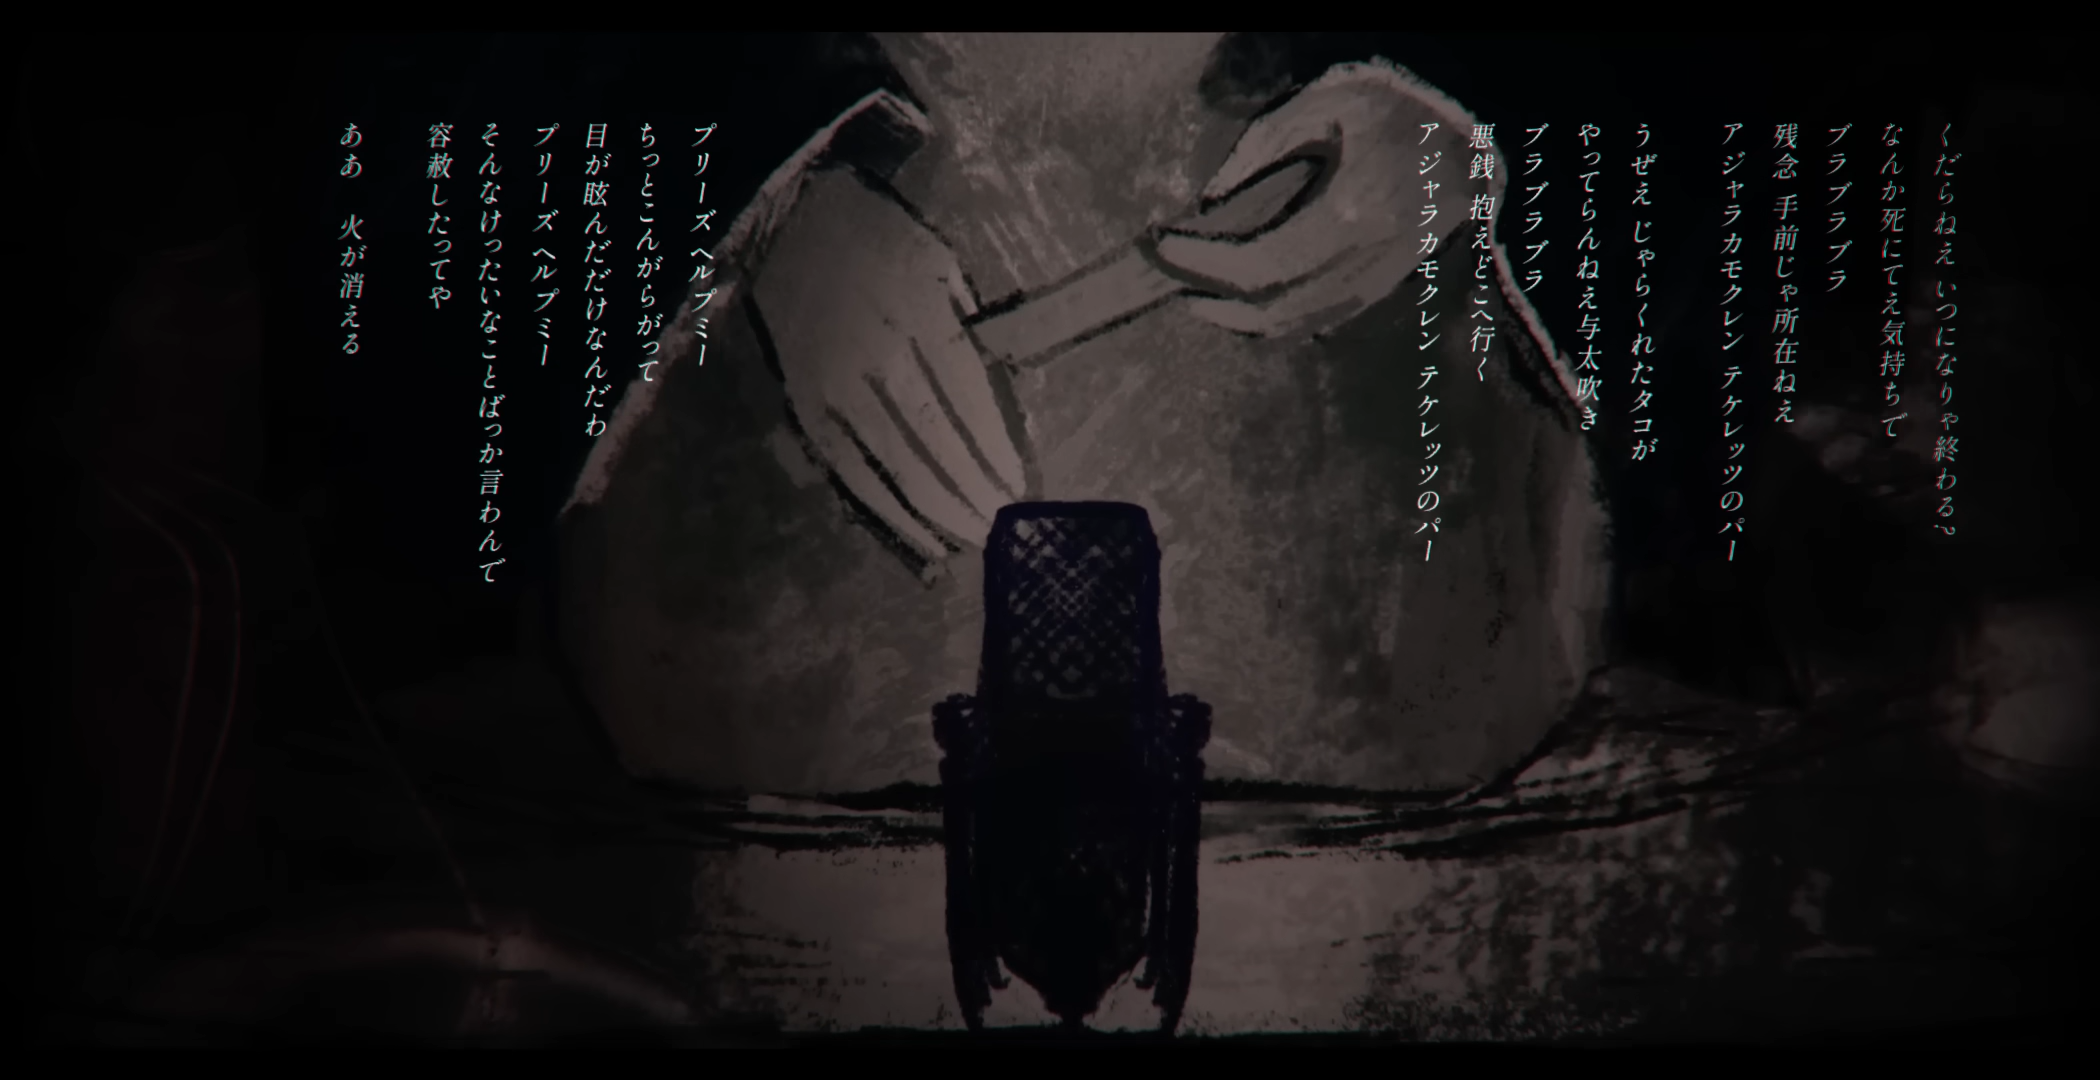 くだらねえ いつになりゃ終わる?
なんか死にてえ気持ちで
ブラブラブラ
残念 手前じゃ所在ねえ
アジャラカモクレン テケレッツのパー
うぜえ じゃらくれたタコが
やってらんねえ与太吹き
ブラブラブラ
悪銭 抱えどこへ行く
アジャラカモクレン テケレッツのパー
プリーズ ヘルプミー
ちっとこんがらがって
目が眩んだだけなんだわ
プリーズ ヘルプミー
そんなけったいなことばっか言わんで
容赦したってや
ああ 火が消える